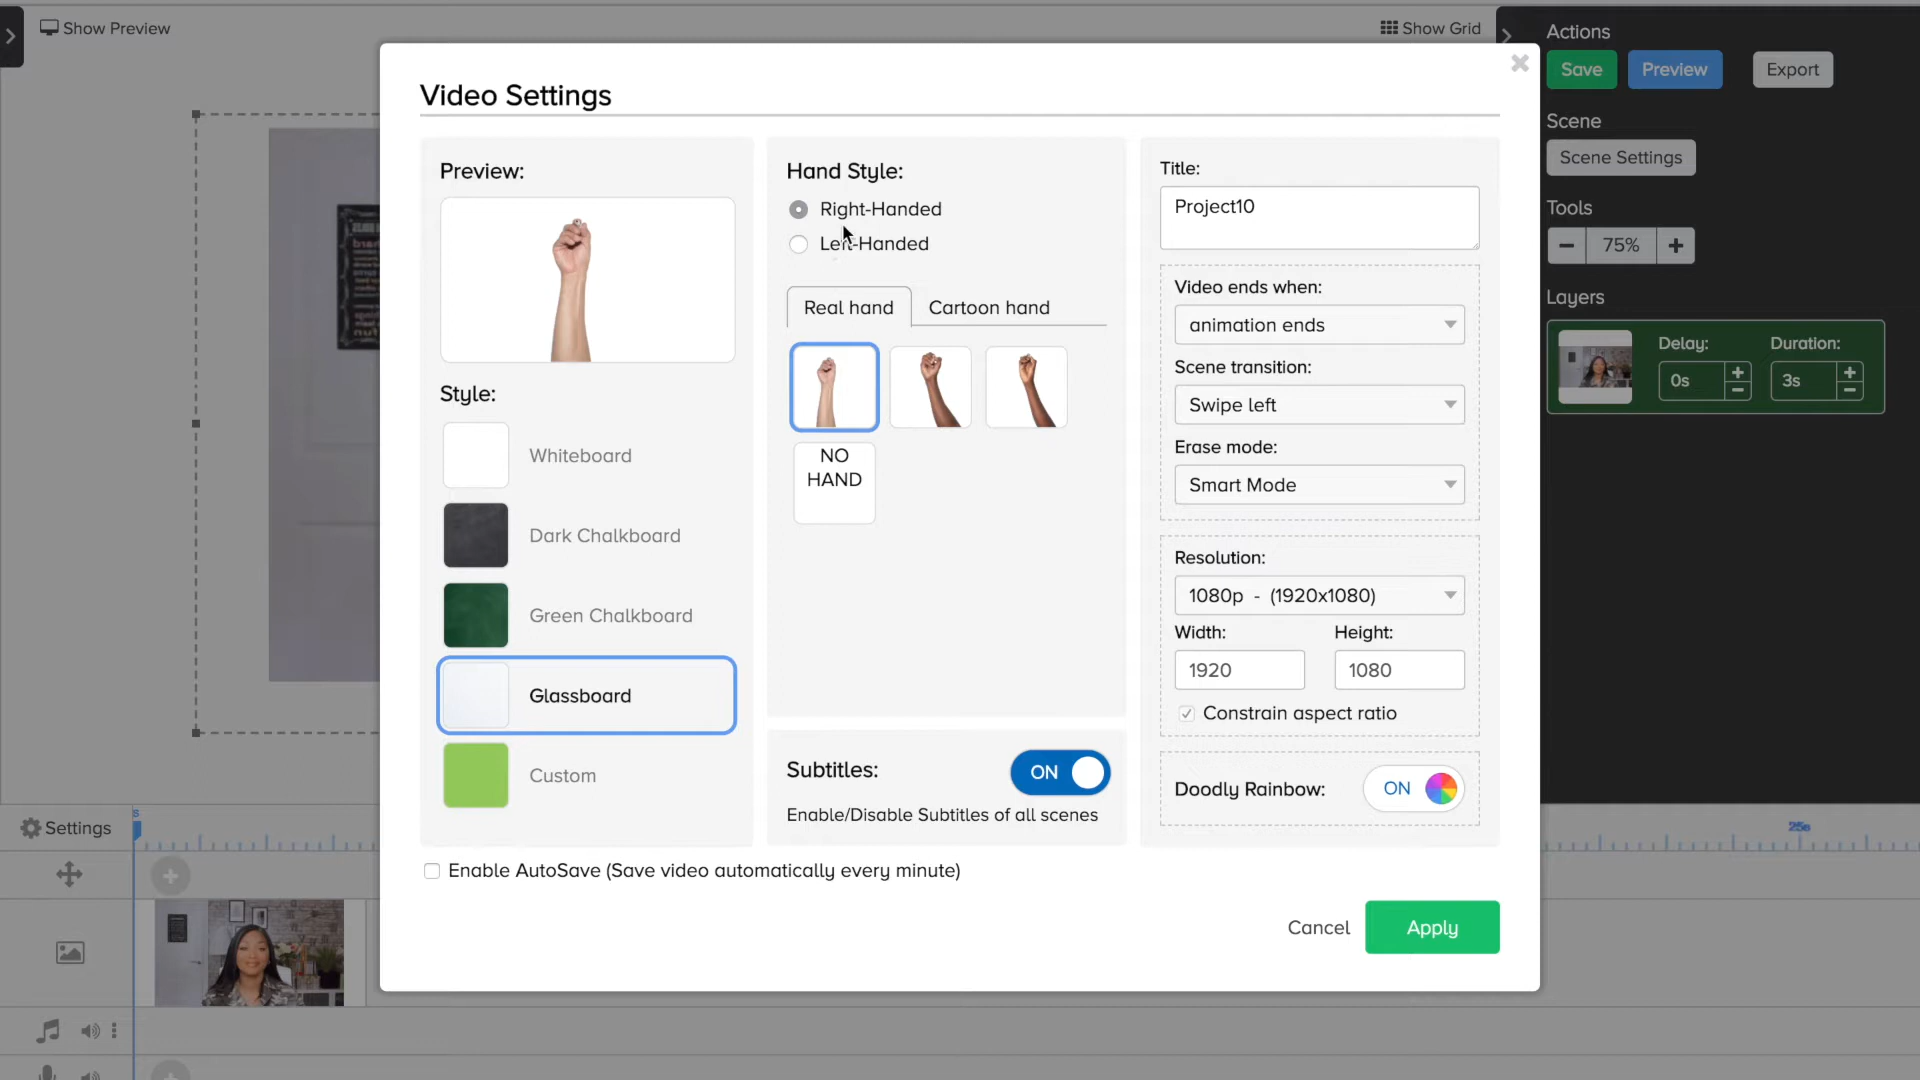 Show Preview
Show Grid
Actions
Save
Preview
Export
Scene
Scene Settings
Tools
75%
Layers
Delay:
Duration:
0s
3s
Video Settings
Preview:
Style:
Whiteboard
Dark Chalkboard
Green Chalkboard
Glassboard
Custom
Hand Style:
Right-Handed
Left-Handed
Real hand
Cartoon hand
NO
HAND
Subtitles:
ON
Enable/Disable Subtitles of all scenes
Title:
Project10
Video ends when:
animation ends
Scene transition:
Swipe left
Erase mode:
Smart Mode
Resolution:
1080p - (1920x1080)
Width:
Height:
1920
1080
Constrain aspect ratio
Doodly Rainbow:
ON
Enable AutoSave (Save video automatically every minute)
Cancel
Apply
Settings
25s